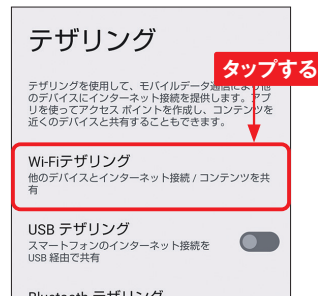 テザリング
タップする
テザリングを使用して、モバイルデータ通信により他
のデバイスにインターネット接続を提供します。アプ
リを使ってアクセス ポイントを作成し、コンテンツを
近くのデバイスと共有することもできます。
Wi-Fiテザリング
他のデバイスとインターネット接続 / コンテンツを共
有
USB テザリング
スマートフォンのインターネット接続を
USB 経由で共有
Bluetooth テザリング